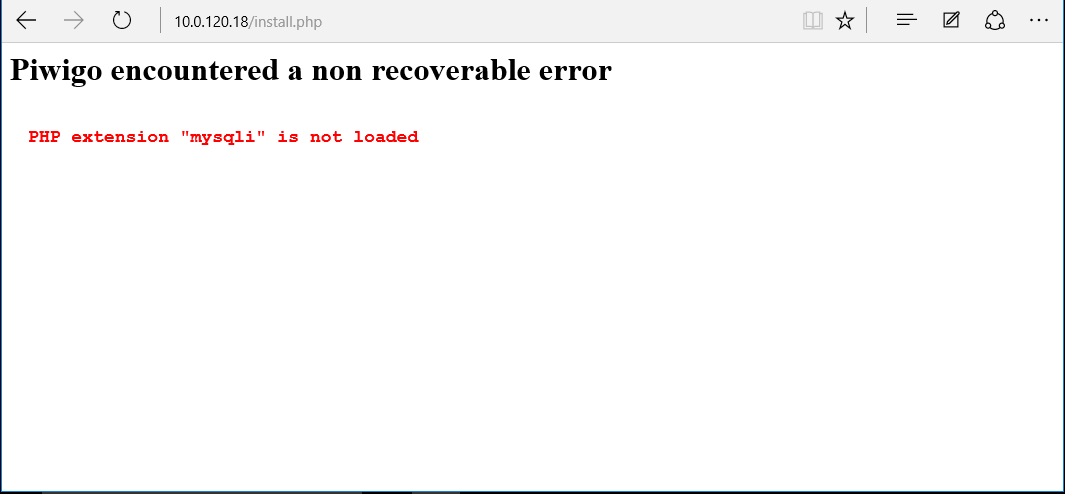 10.0.120.18/install.php
Piwigo encountered a non recoverable error
PHP extension "mysqli" is not loaded